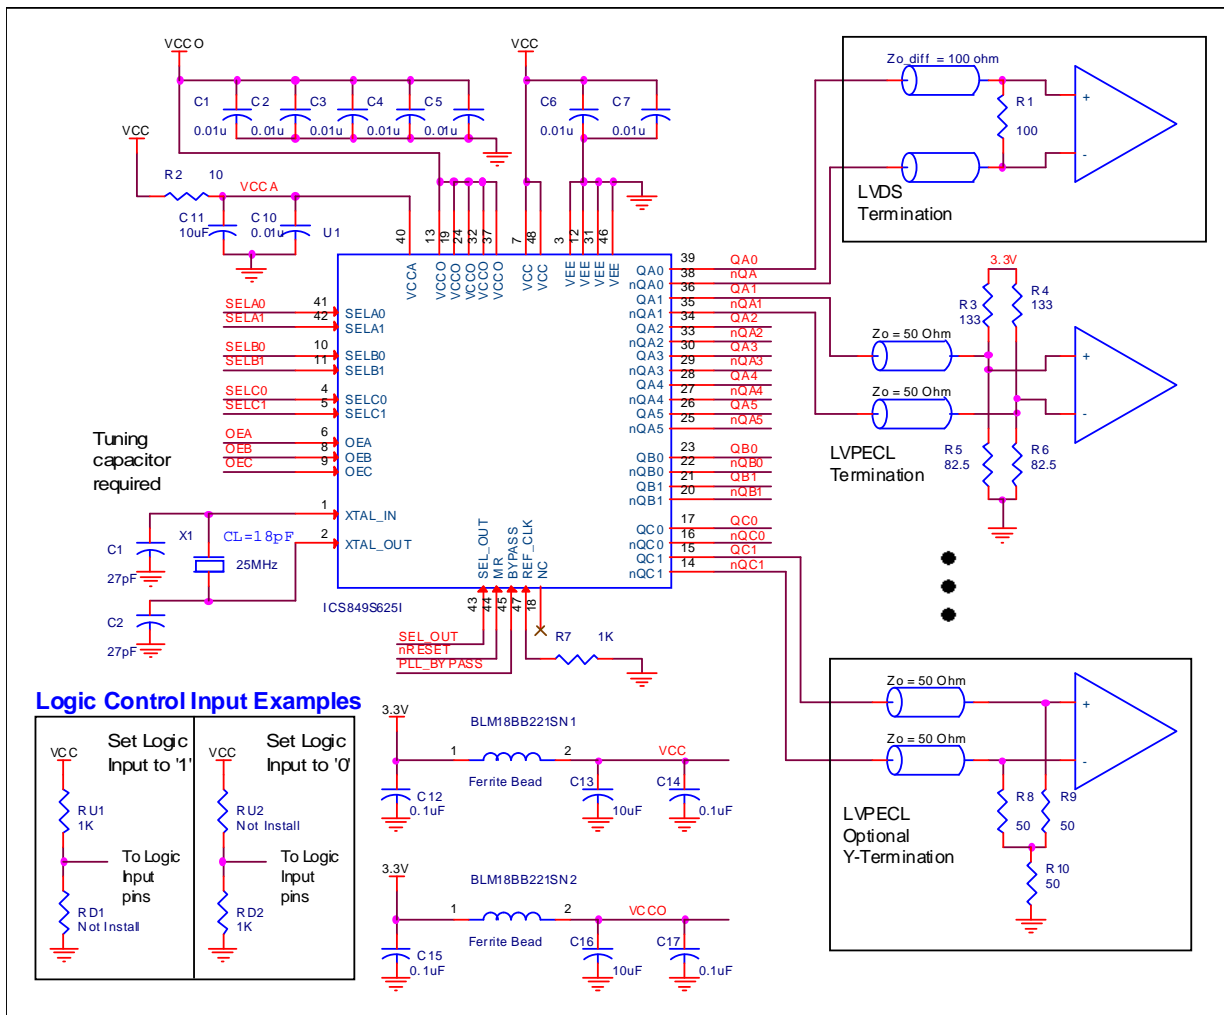 VCCO
VCC
C1
0.01u
C2
0.01u
C3
0.01u
C4
0.01u
C5
0.01u
C6
0.01u
C7
0.01u
VCC
R2 10
VCCA
C11
10uF
C10
0.01u
U1
40
13
19
24
32
37
7
48
3
12
31
46
VCCA
VCCO
VCCO
VCCO
VCCO
VCCO
VCC
VCC
VEE
VEE
VEE
VEE
SELA0 41 SELA0
SELA1 42 SELA1
SELB0 10 SELB0
SELB1 11 SELB1
SELC0 4 SELC0
SELC1 5 SELC1
OEA 6 OEA
OEB 8 OEB
OEC 9 OEC
1 XTAL_IN
2 XTAL_OUT
Tuning
capacitor
required
C1
27pF
X1
CL=18pF
25MHz
C2
27pF
ICS849S625I
SEL_OUT
MR
BYPASS
REF_CLK
NC
43
44
45
47
18
SEL_OUT
nRESET
PLL_BYPASS
R7 1K
QA0 39 QA0
nQA0 38 nQA
QA1 36 QA1
nQA1 35 nQA1
QA2 34 QA2
nQA2 33 nQA2
QA3 30 QA3
nQA3 29 nQA3
QA4 28 QA4
nQA4 27 nQA4
QA5 26 QA5
nQA5 25 nQA5
QB0 23 QB0
nQB0 22 nQB0
QB1 21 QB1
nQB1 20 nQB1
QC0 17 QC0
nQC0 16 nQC0
QC1 15 QC1
nQC1 14 nQC1
Zo_diff = 100 ohm
R1
100
+
-
LVDS
Termination
3.3V
R3
133
R4
133
Zo = 50 Ohm
Zo = 50 Ohm
+
-
R5
82.5
R6
82.5
LVPECL
Termination
Zo = 50 Ohm
Zo = 50 Ohm
+
-
R8
50
R9
50
R10
50
LVPECL
Optional
Y-Termination
Logic Control Input Examples
VCC
Set Logic
Input to '1'
RU1
1K
To Logic
Input
pins
RD1
Not Install
VCC
Set Logic
Input to '0'
RU2
Not Install
To Logic
Input
pins
RD2
1K
3.3V
BLM18BB221SN1
1 2
Ferrite Bead
VCC
C12
0.1uF
C13
10uF
C14
0.1uF
3.3V
BLM18BB221SN2
1 2
Ferrite Bead
VCCO
C15
0.1uF
C16
10uF
C17
0.1uF